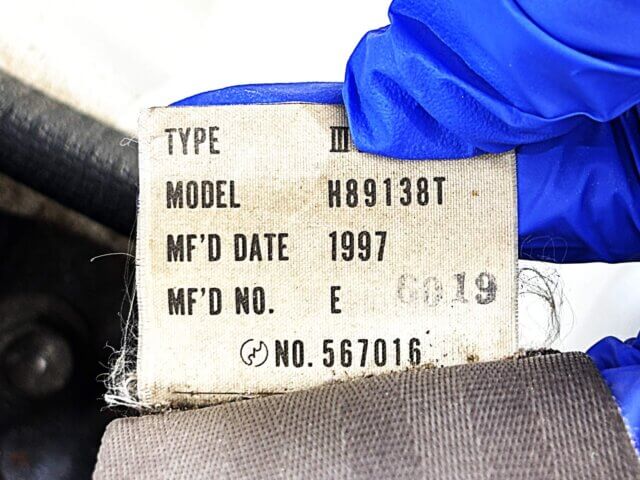 TYPE III
MODEL H89138T
MF'D DATE 1997
MF'D NO. E 6019
NO. 567016